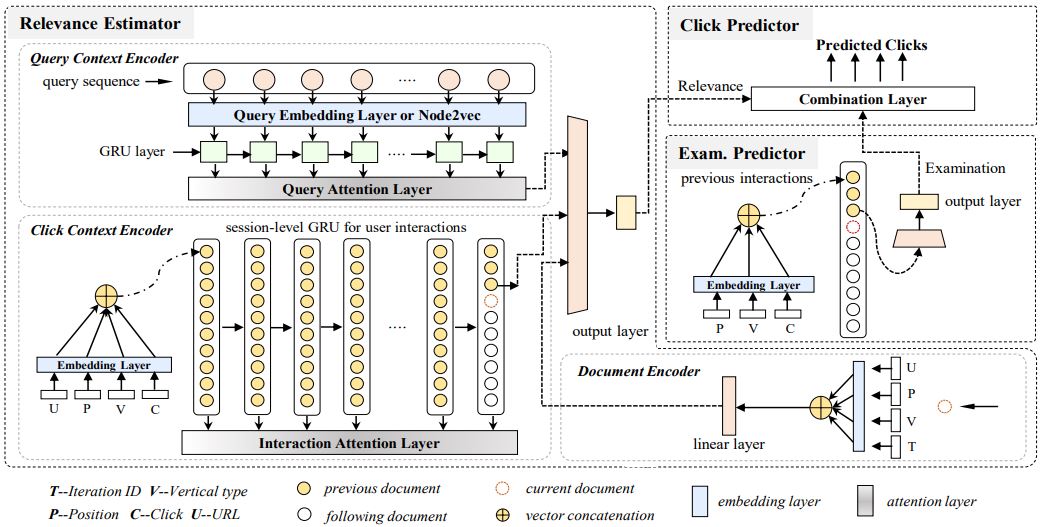 Relevance Estimator
Query Context Encoder
query sequence
....
Query Embedding Layer or Node2vec
GRU layer
....
Query Attention Layer
Click Context Encoder
session-level GRU for user interactions
....
Embedding Layer
U P V C
Interaction Attention Layer
output layer
Click Predictor
Predicted Clicks
Relevance
Combination Layer
Exam. Predictor
previous interactions
Examination
output layer
Embedding Layer
P V C
Document Encoder
U
P
V
T
linear layer
T--Iteration ID V--Vertical type
P--Position C--Click U--URL
previous document
following document
current document
vector concatenation
embedding layer
attention layer